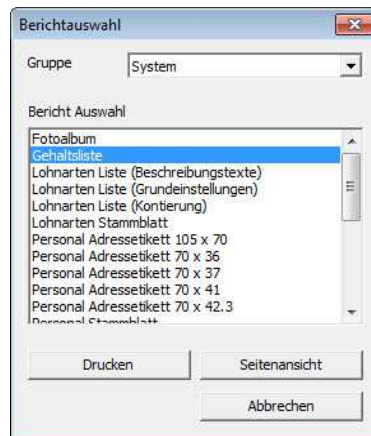 Berichtauswahl
Gruppe
System
Bericht Auswahl
Fotoalbum
Gehaltsliste
Lohnarten Liste (Beschreibungstexte)
Lohnarten Liste (Grundeinstellungen)
Lohnarten Liste (Kontierung)
Lohnarten Stammblatt
Personal Adressetikett 105 x 70
Personal Adressetikett 70 x 36
Personal Adressetikett 70 x 37
Personal Adressetikett 70 x 41
Personal Adressetikett 70 x 42.3
Personal Stammblatt
Drucken
Seitenansicht
Abbrechen